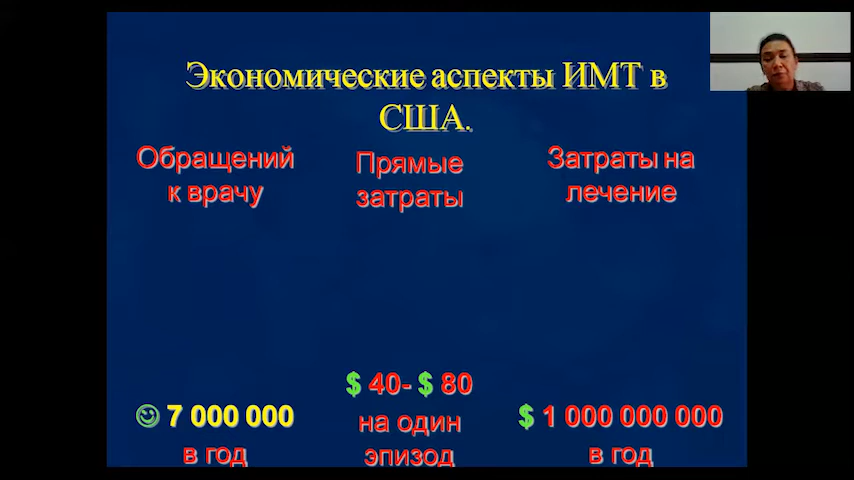 Экономические аспекты ИМТ в
США.
Обращений
к врачу
Прямые
затраты
Затраты на
лечение
7 000 000
в год
$ 40- $ 80
на один
эпизод
$ 1 000 000 000
в год